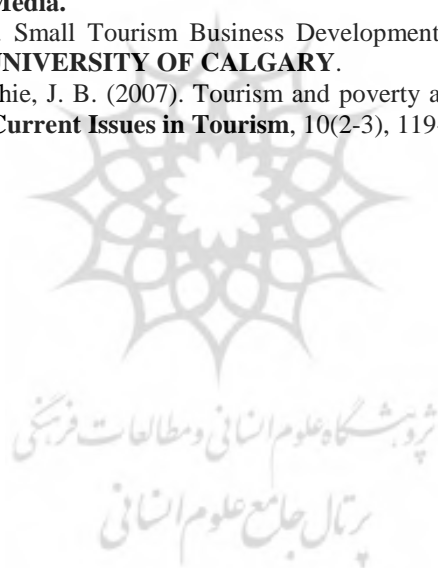 Media.
. Small Tourism Business Development
UNIVERSITY OF CALGARY.
hie, J. B. (2007). Tourism and poverty a
Current Issues in Tourism, 10(2-3), 119-
پژوهشگاه علوم انسانی و مطالعات فرهنگی
پرتال جامع علوم انسانی